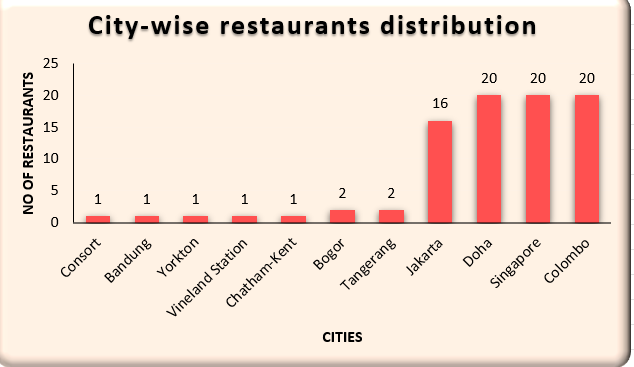 City-wise restaurants distribution
NO OF RESTAURANTS
25
20
15
10
5
0
1
1
1
1
1
2
2
16
20
20
20
Consort
Bandung
Yorkton
Vineland Station
Chatham-Kent
Bogor
Tangerang
Jakarta
Doha
Singapore
Colombo
CITIES